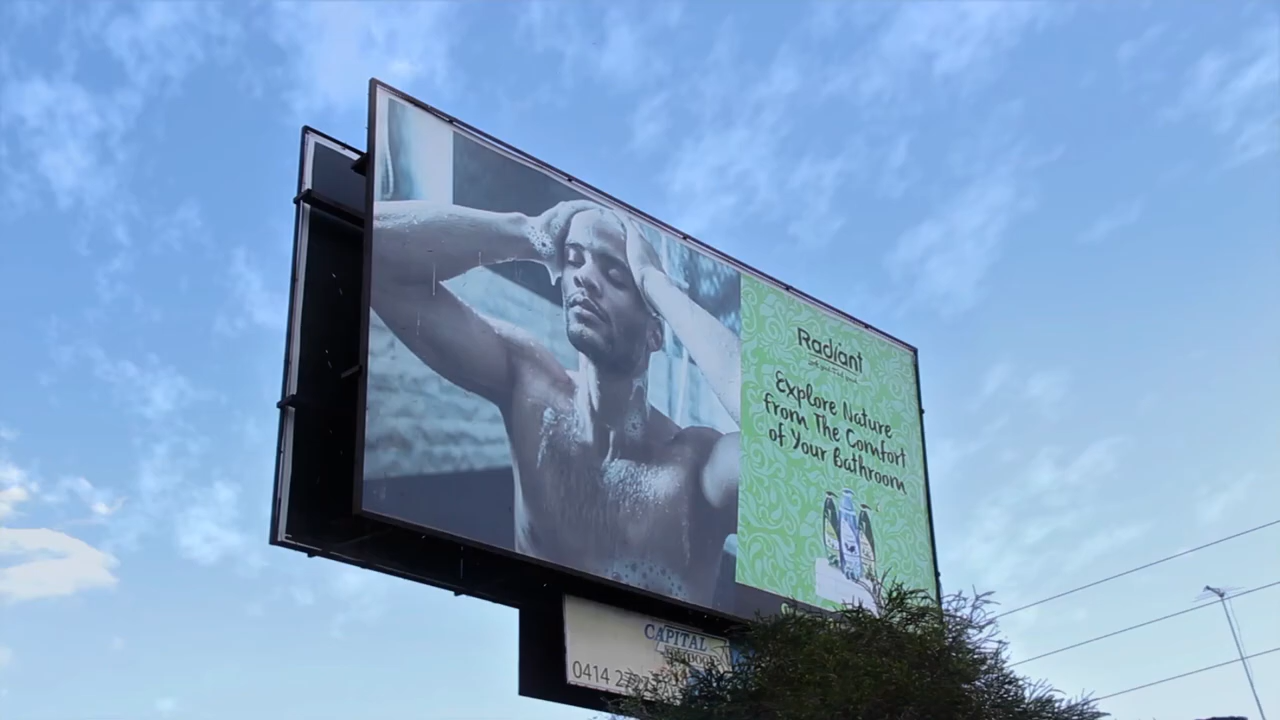 Radiant
Explore Nature
from The Comfort
of Your Bathroom
CAPITAL
0414